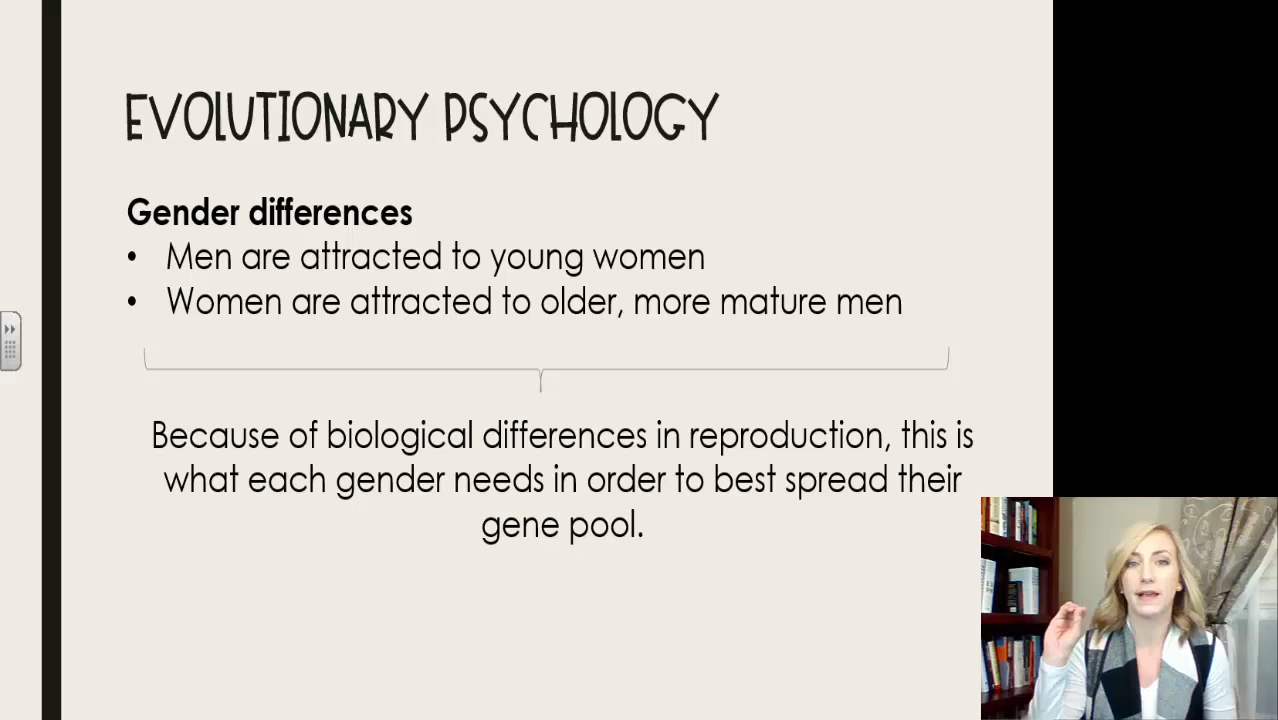 EVOLUTIONARY PSYCHOLOGY
Gender differences
• Men are attracted to young women
• Women are attracted to older, more mature men
Because of biological differences in reproduction, this is
what each gender needs in order to best spread their
gene pool.